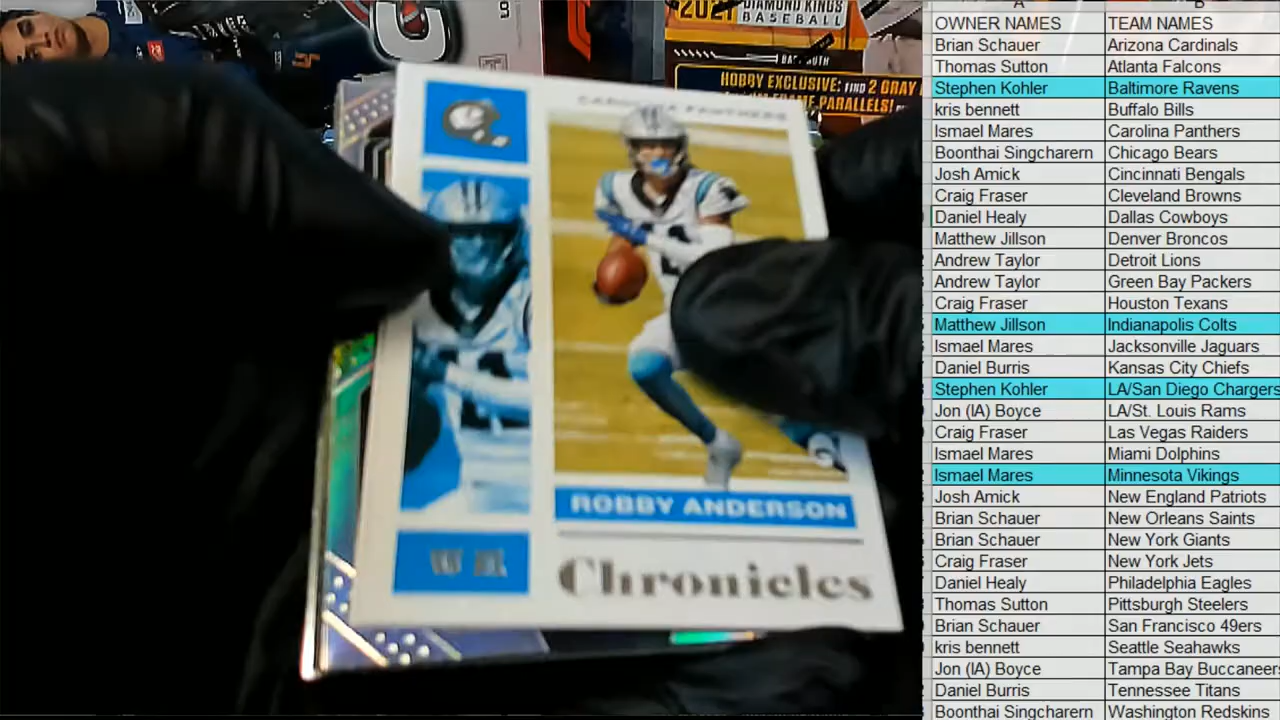 2021 DIAMOND KINGS
BASEBALL
HOBBY EXCLUSIVE: FIND 2 GRAY
FRAME PARALLELS!
CAROLINA PANTHERS
ROBBY ANDERSON
WR
Chronicles
A B
OWNER NAMES TEAM NAMES
Brian Schauer Arizona Cardinals
Thomas Sutton Atlanta Falcons
Stephen Kohler Baltimore Ravens
kris bennett Buffalo Bills
Ismael Mares Carolina Panthers
Boonthai Singcharern Chicago Bears
Josh Amick Cincinnati Bengals
Craig Fraser Cleveland Browns
Daniel Healy Dallas Cowboys
Matthew Jillson Denver Broncos
Andrew Taylor Detroit Lions
Andrew Taylor Green Bay Packers
Craig Fraser Houston Texans
Matthew Jillson Indianapolis Colts
Ismael Mares Jacksonville Jaguars
Daniel Burris Kansas City Chiefs
Stephen Kohler LA/San Diego Chargers
Jon (IA) Boyce LA/St. Louis Rams
Craig Fraser Las Vegas Raiders
Ismael Mares Miami Dolphins
Ismael Mares Minnesota Vikings
Josh Amick New England Patriots
Brian Schauer New Orleans Saints
Brian Schauer New York Giants
Craig Fraser New York Jets
Daniel Healy Philadelphia Eagles
Thomas Sutton Pittsburgh Steelers
Brian Schauer San Francisco 49ers
kris bennett Seattle Seahawks
Jon (IA) Boyce Tampa Bay Buccaneers
Daniel Burris Tennessee Titans
Boonthai Singcharern Washington Redskins